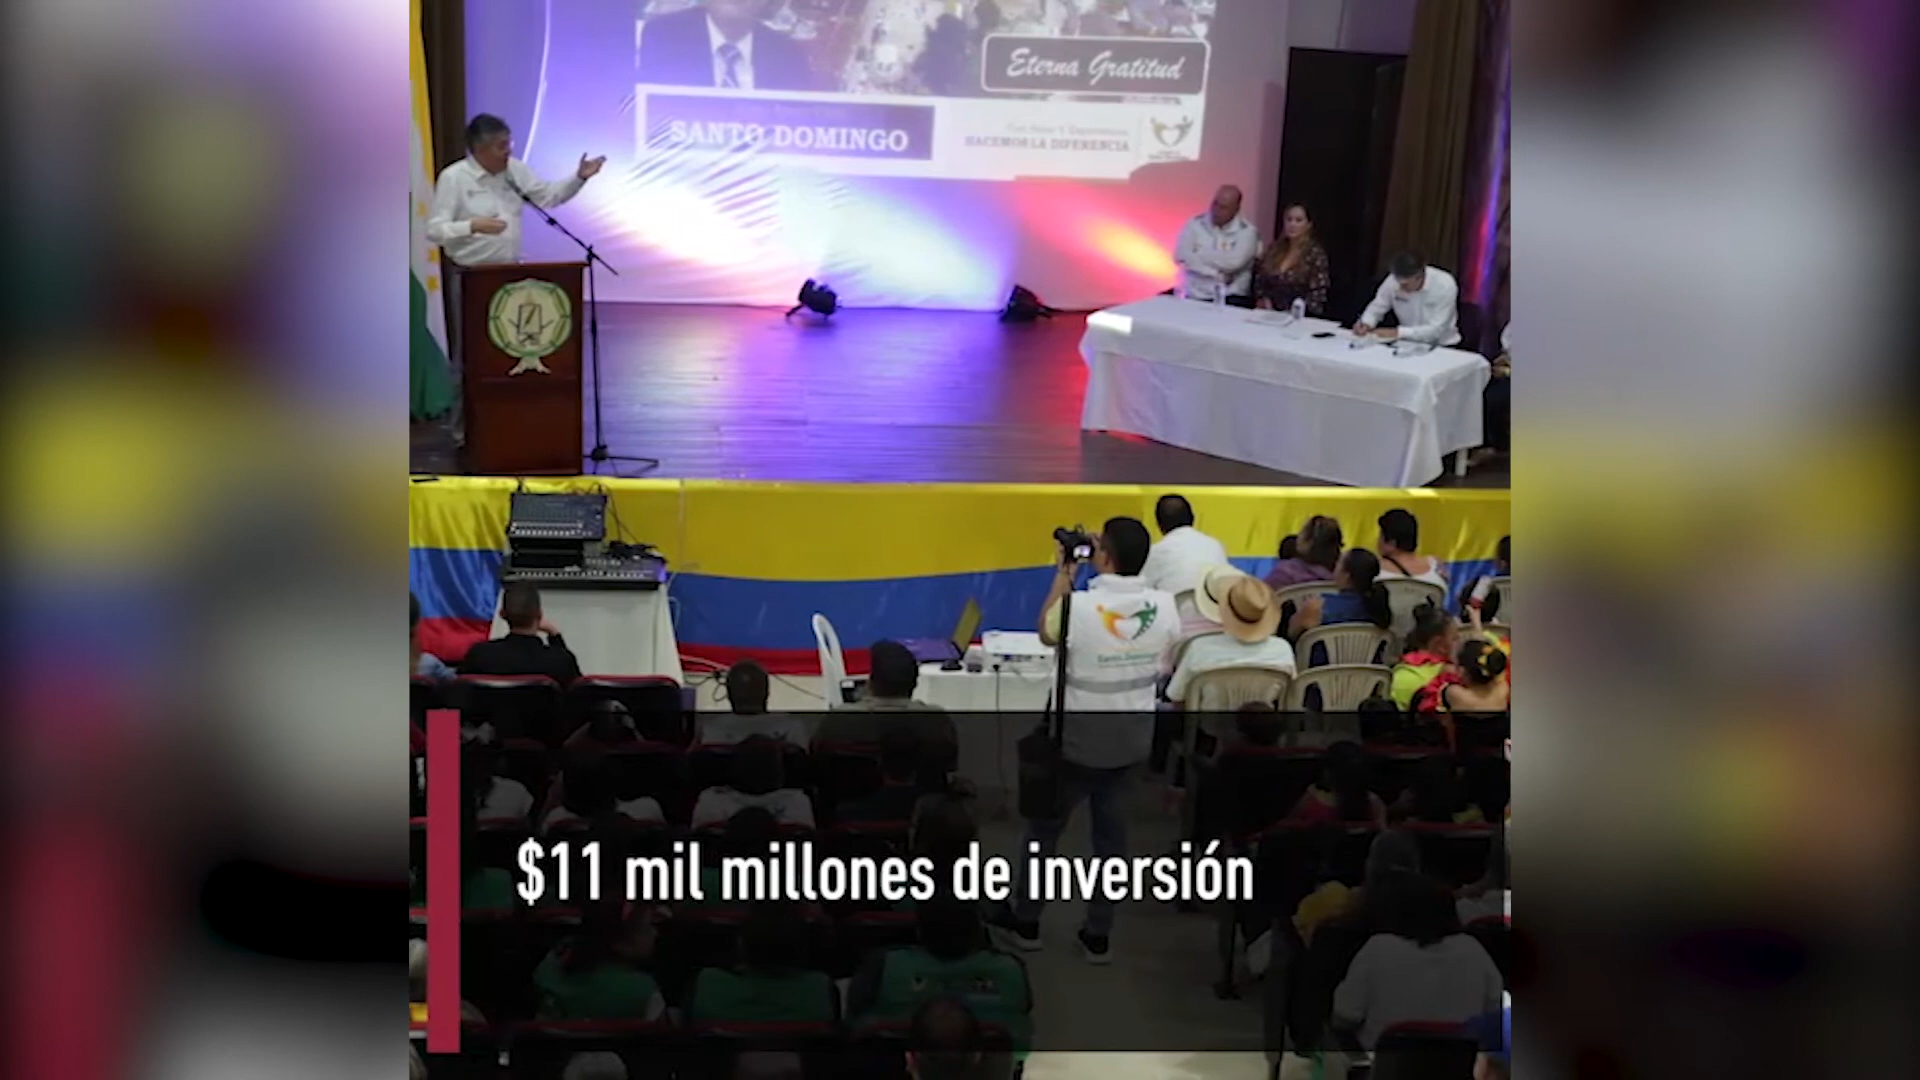 Eterna Gratitud
SANTO DOMINGO
HACEMOS LA DIFERENCIA
$11 mil millones de inversión